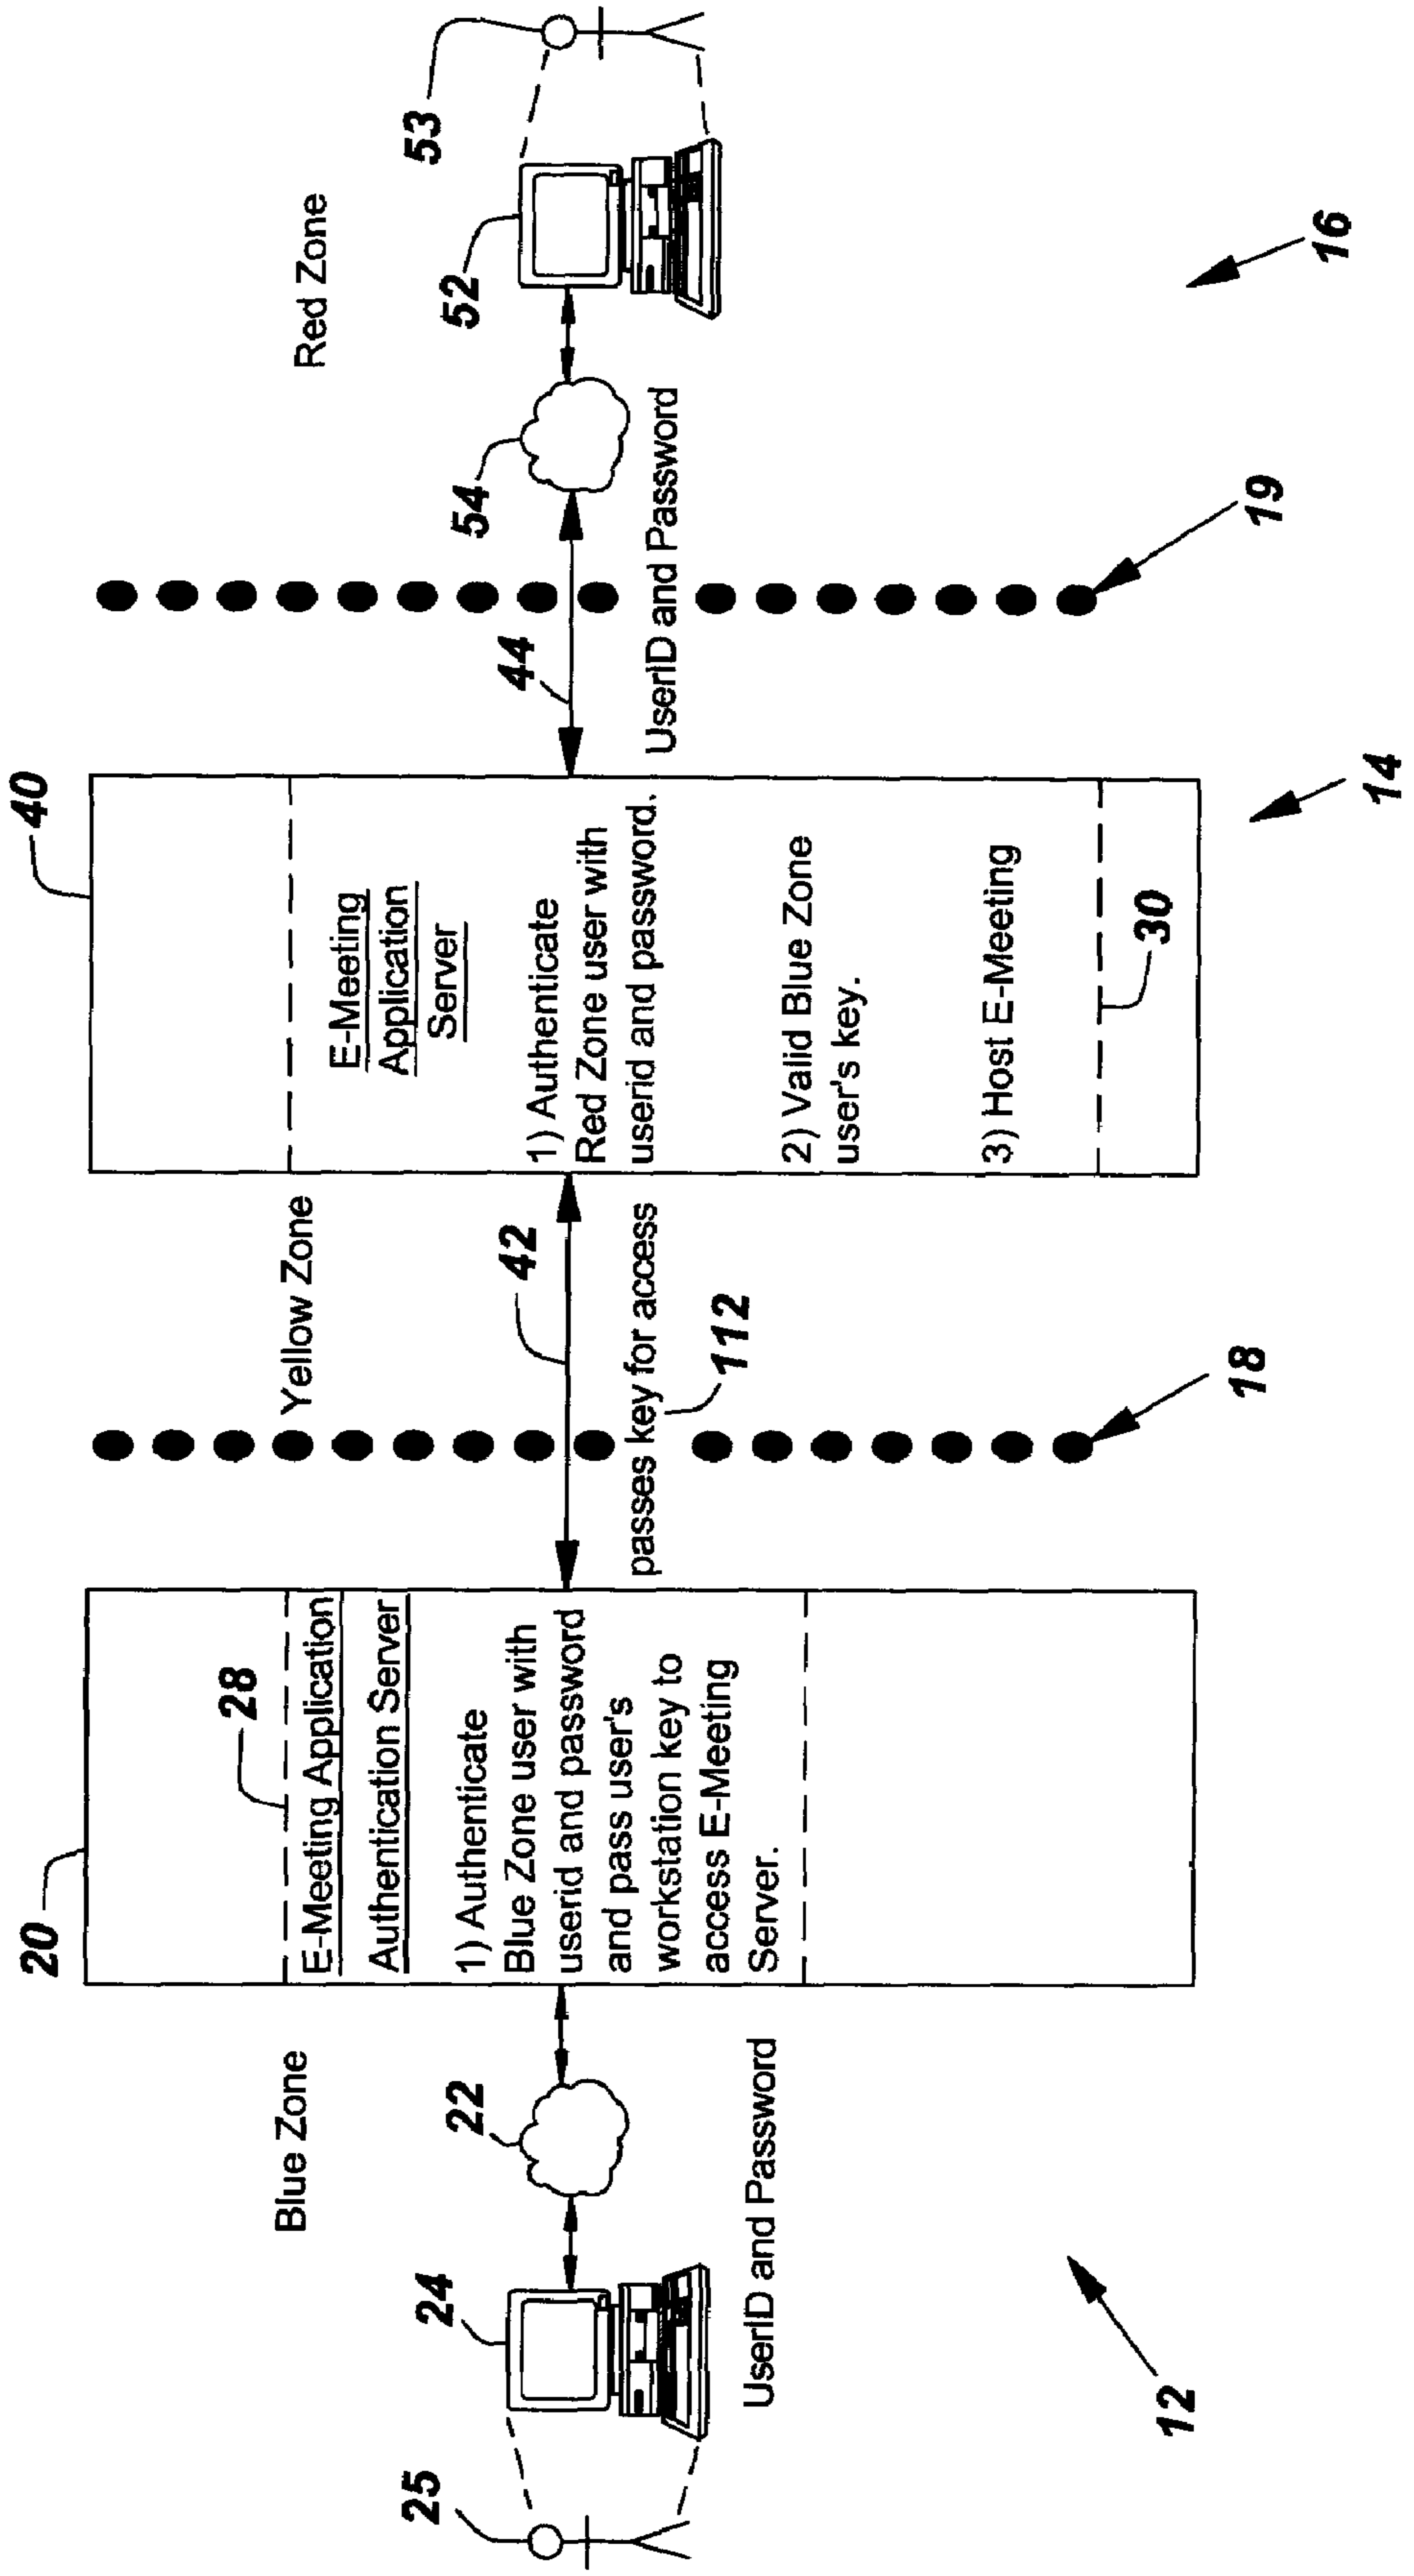 Blue Zone
25
24
UserID and Password
22
12
20
28
E-Meeting Application
Authentication Server
1) Authenticate
Blue Zone user with
userid and password
and pass user's
workstation key to
access E-Meeting
Server.
18
Yellow Zone
42
passes key for access
112
40
E-Meeting
Application
Server
1) Authenticate
Red Zone user with
userid and password.
2) Valid Blue Zone
user's key.
3) Host E-Meeting
30
14
44
UserID and Password
19
Red Zone
54
52
53
16